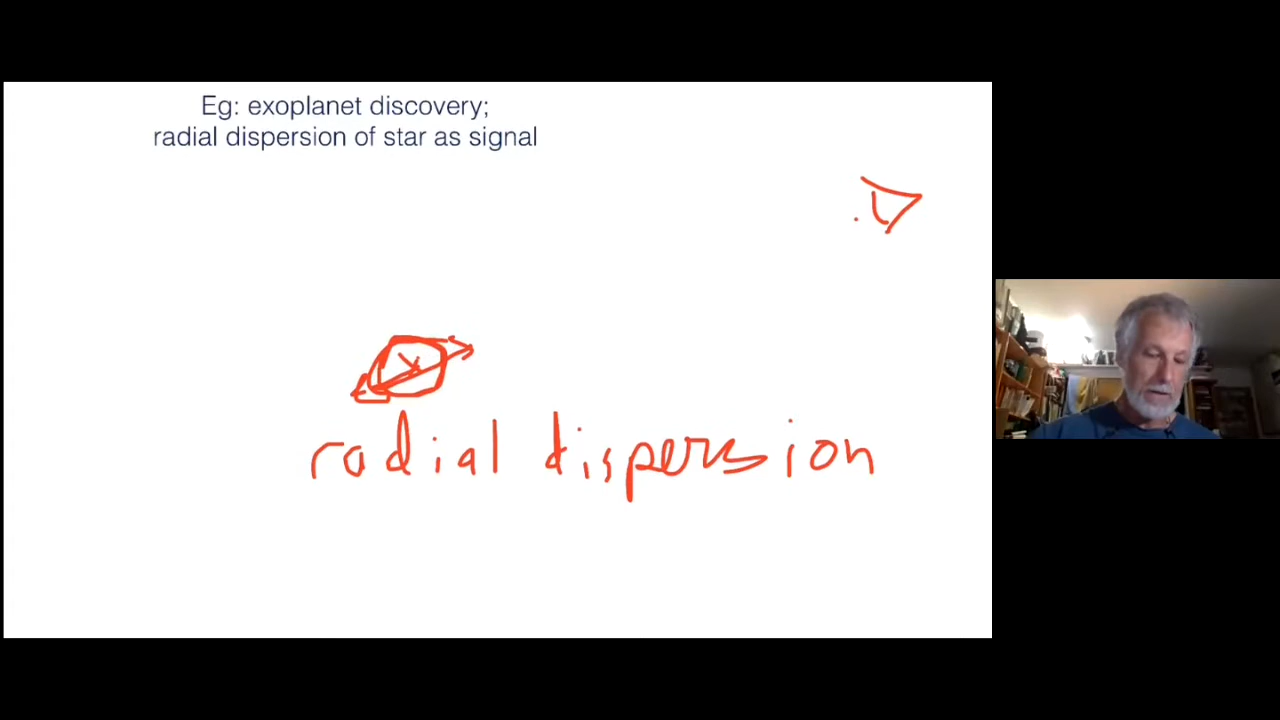 Eg: exoplanet discovery;
radial dispersion of star as signal
radial dispersion